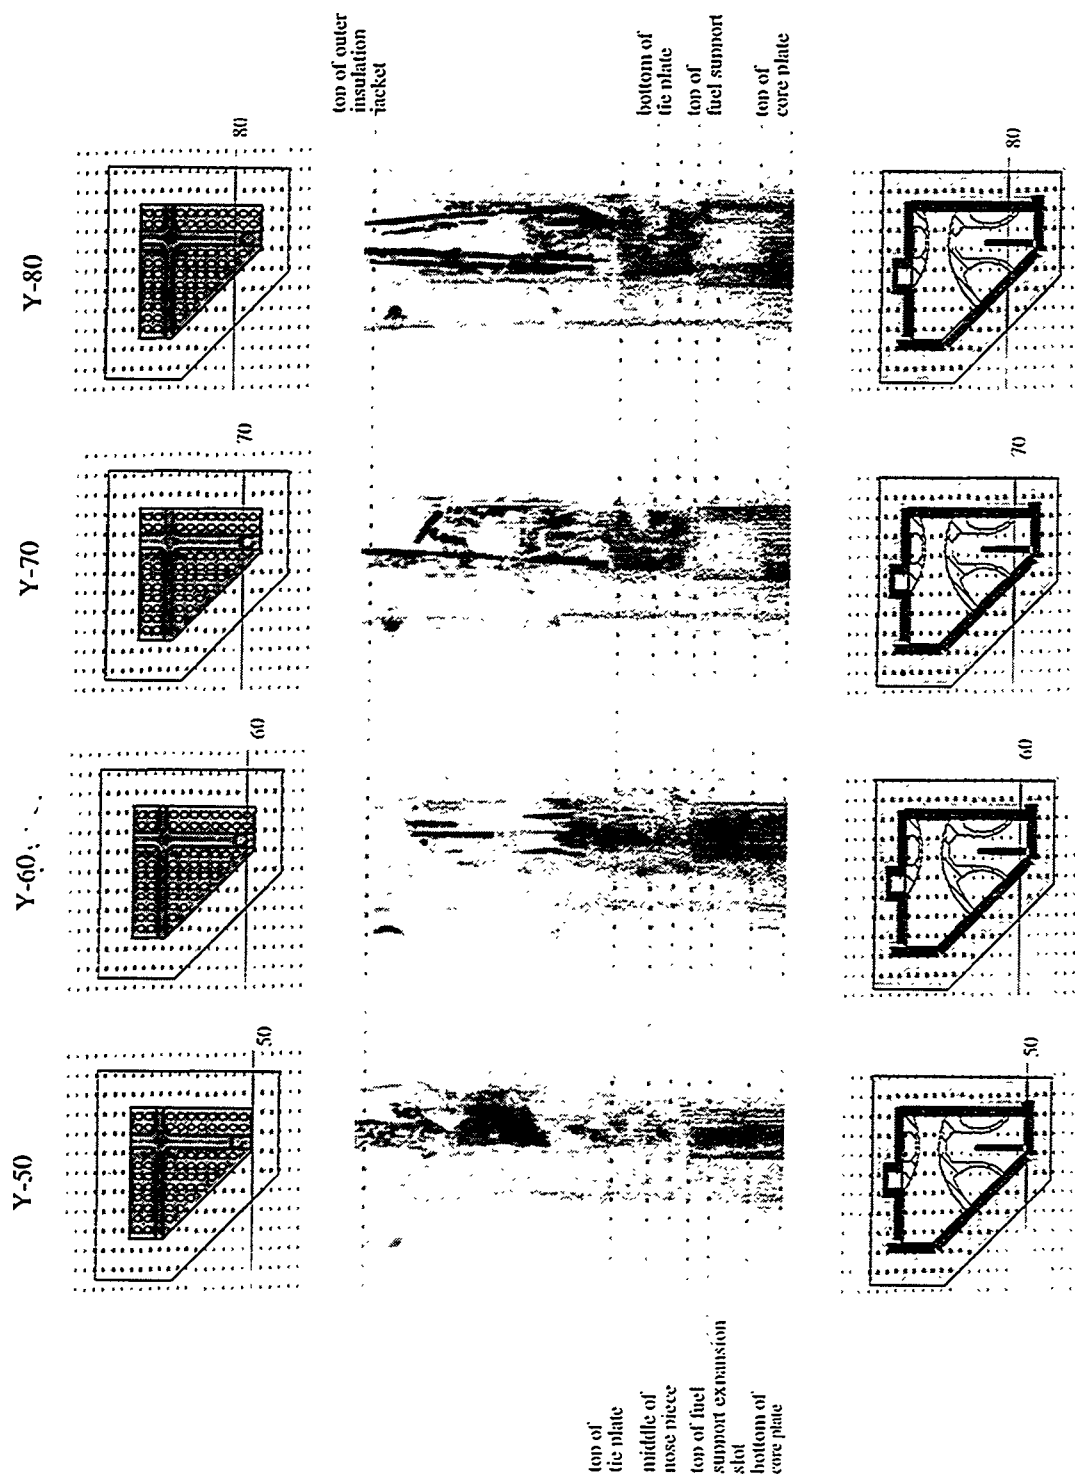 Y-50
Y-60
Y-70
Y-80
50
60
70
80
top of outer
insulation
jacket
top of
tie plate
middle of
nose piece
top of fuel
support expansion
slot
bottom of
core plate
bottom of
tie plate
top of
fuel support
top of
core plate
50
60
70
80